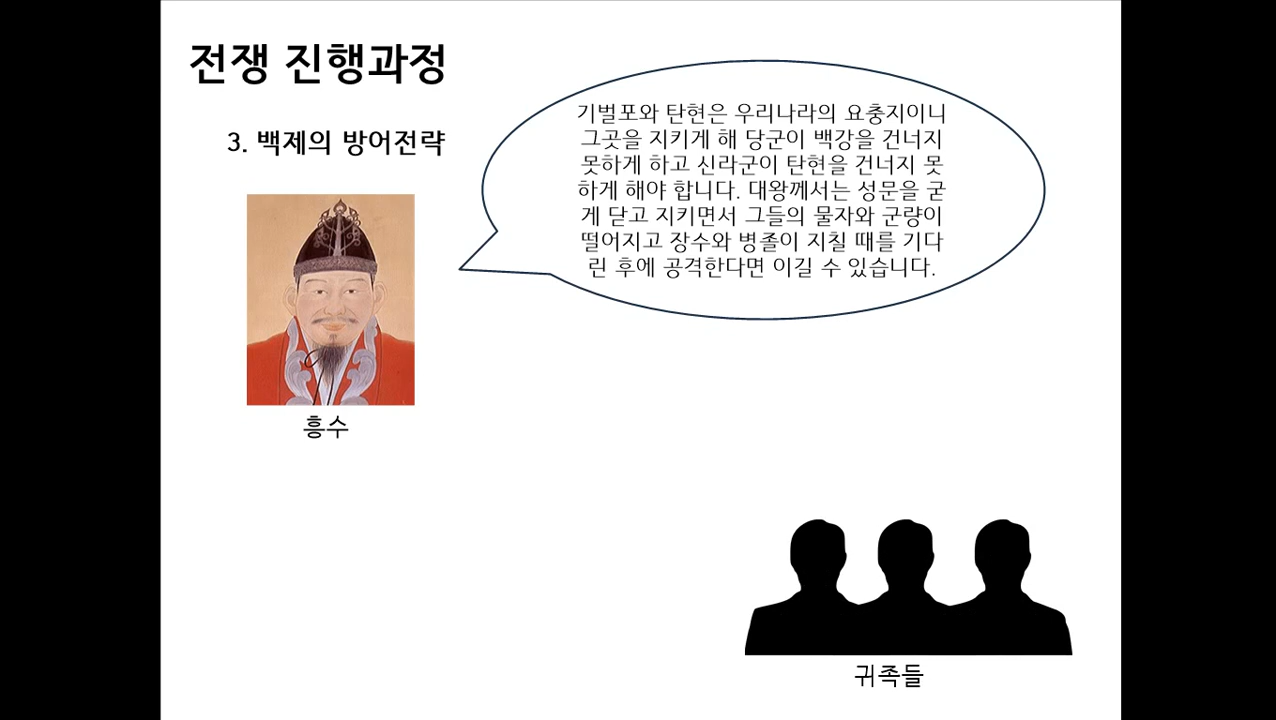 전쟁 진행과정
3. 백제의 방어전략
기벌포와 탄현은 우리나라의 요충지이니
그곳을 지키게 해 당군이 백강을 건너지
못하게 하고 신라군이 탄현을 건너지 못
하게 해야 합니다. 대왕께서는 성문을 굳
게 닫고 지키면서 그들의 물자와 군량이
떨어지고 장수와 병졸이 지칠 때를 기다
린 후에 공격한다면 이길 수 있습니다.
흥수
귀족들